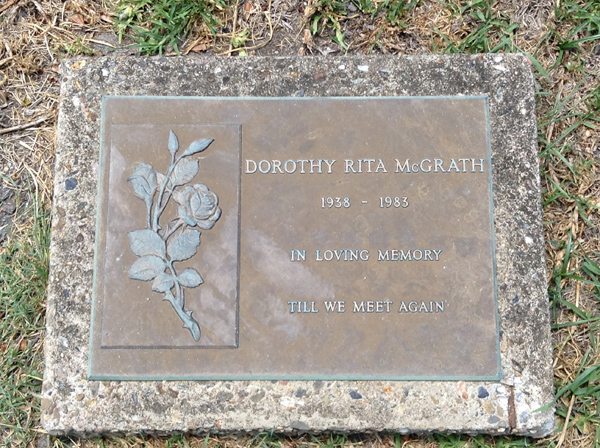 DOROTHY RITA McGRATH
1938 - 1983
IN LOVING MEMORY
TILL WE MEET AGAIN